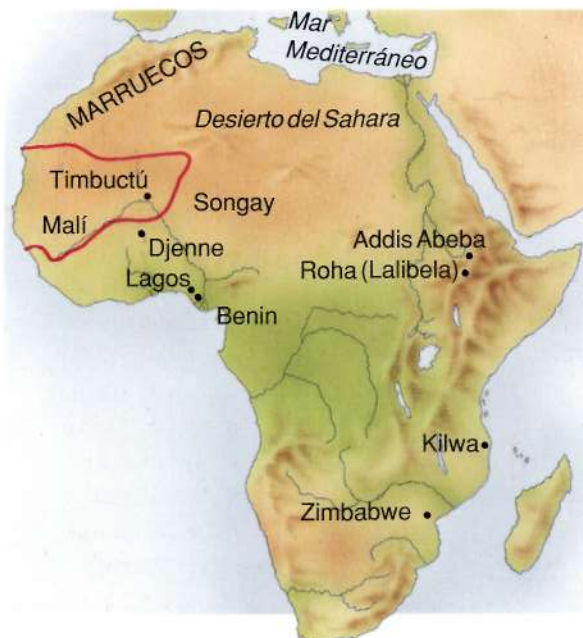 Mar
Mediterráneo
MARRUECOS
Desierto del Sahara
Timbuctú
Songay
Malí
Djenne
Addis Abeba
Lagos
Roha (Lalibela)
Benin
Kilwa
Zimbabwe